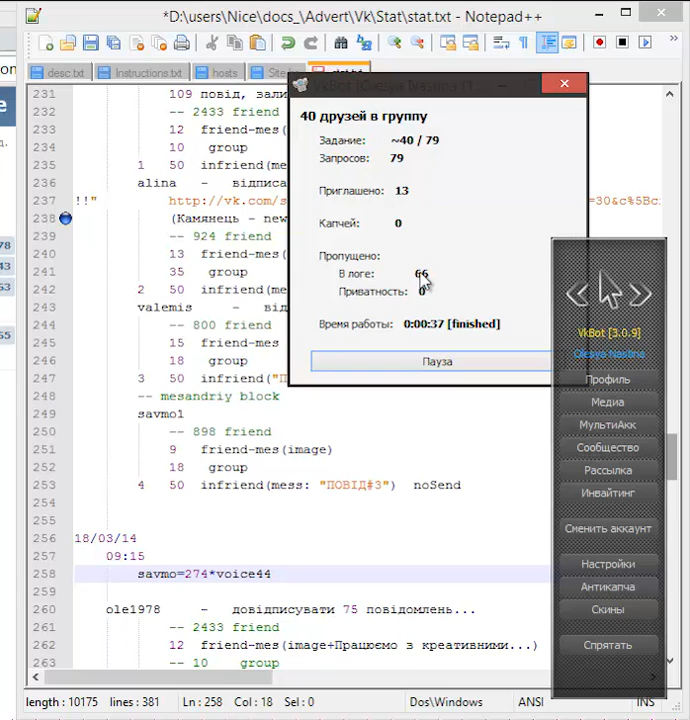 *D:\users\Nice\docs_\Advert\Vk\Stat\stat.txt - Notepad++
desc.txt
Instructions.txt
hosts
231 109 повід, зали
232 -- 2433 friend
233 12 friend-mes(
234 10 group
235 1 50 infriend(me
236 alina - відписа
237 !!" http://vk.com/s =30&c%5Bc
238 (Камянець - new
239 -- 924 friend
240 13 friend-mes(
241 35 group
242 2 50 infriend(me
243 valemis - відпр
244 -- 800 friend
245 15 friend-mes(
246 18 group
247 3 50 infriend("П
248 -- mesandriy block
249 savmo1
250 -- 898 friend
251 9 friend-mes(image)
252 18 group
253 4 50 infriend(mess: "ПОВІД#3") noSend
254
255
256 18/03/14
257 09:15
258 savmo=274*voice44
259
260 ole1978 - довідписувати 75 повідомлень...
261 -- 2433 friend
262 12 friend-mes(image+Працюємо з креативними...)
263 -- 10 group
length : 10175 lines : 381 Ln : 258 Col : 18 Sel : 0 Dos\Windows ANSI INS
40 друзей в группу
Задание: ~40 / 79
Запросов: 79
Приглашено: 13
Капчей: 0
Пропущено:
В логе: 66
Приватность: 0
Время работы: 0:00:37 [finished]
Пауза
VkBot [3.0.9]
Olesya Nastina
Профиль
Медиа
МультиАкк
Сообщество
Рассылка
Инвайтинг
Сменить аккаунт
Настройки
Антикапча
Скины
Спрятать
78
43
63
65